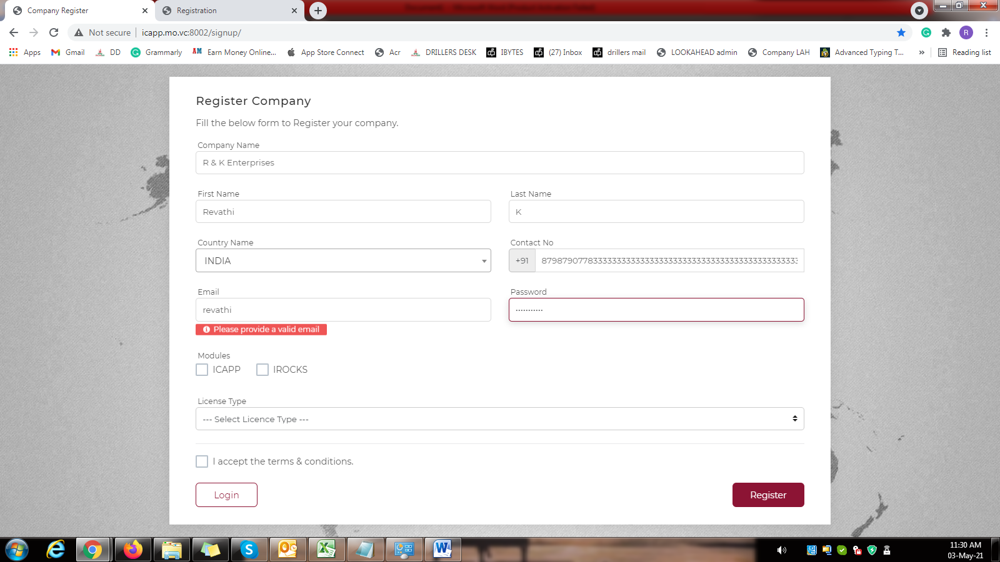 Company Register
Registration
Not secure
icapp.mo.vc:8002/signup/
R
Apps
Gmail
DD
Grammarly
AM
Earn Money Online...
App Store Connect
Acr
DRILLERS DESK
IBYTES
(27) Inbox
drillers mail
LOOKAHEAD admin
Company LAH
Advanced Typing T...
»
Reading list
Register Company
Fill the below form to Register your company.
Company Name
R & K Enterprises
First Name
Last Name
Revathi
K
Country Name
Contact No
INDIA
+91
Email
Password
revathi
Please provide a valid email
Modules
ICAPP
IROCKS
License Type
--- Select Licence Type ---
I accept the terms & conditions.
Login
Register
11:30 AM
03-May-21